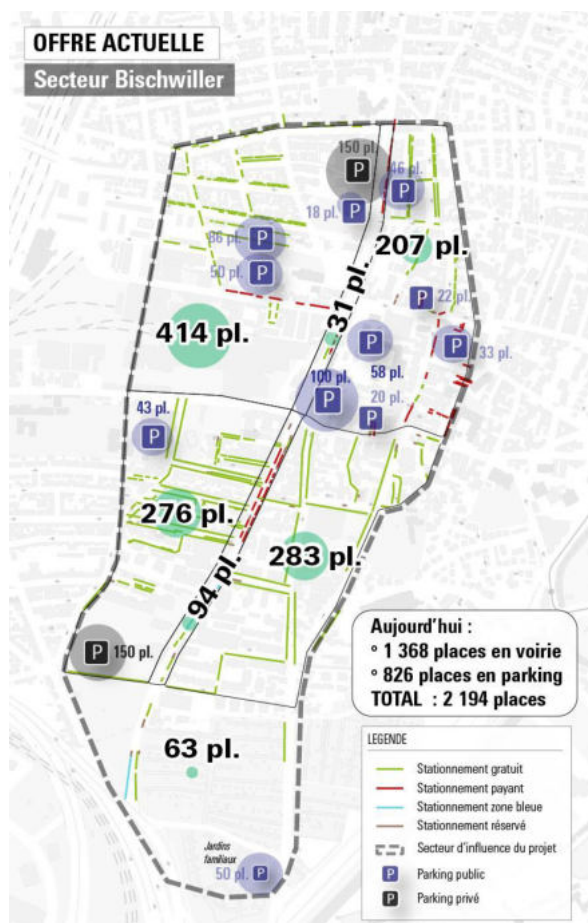 OFFRE ACTUELLE
Secteur Bischwiller
150 pl.
46 pl.
18 pl.
207 pl.
86 pl.
50 pl.
31 pl.
22 pl.
414 pl.
58 pl.
33 pl.
100 pl.
20 pl.
43 pl.
276 pl.
283 pl.
94 pl.
150 pl.
Aujourd'hui :
° 1 368 places en voirie
° 826 places en parking
TOTAL : 2 194 places
63 pl.
Jardins
familiaux
50 pl.
LEGENDE
Stationnement gratuit
Stationnement payant
Stationnement zone bleue
Stationnement réservé
Secteur d'influence du projet
P Parking public
P Parking privé